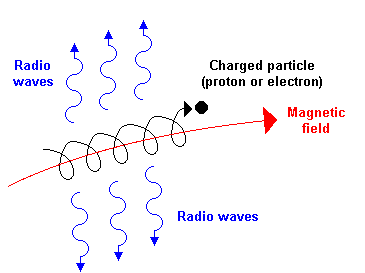 Radio
waves
Charged particle
(proton or electron)
Magnetic
field
Radio waves